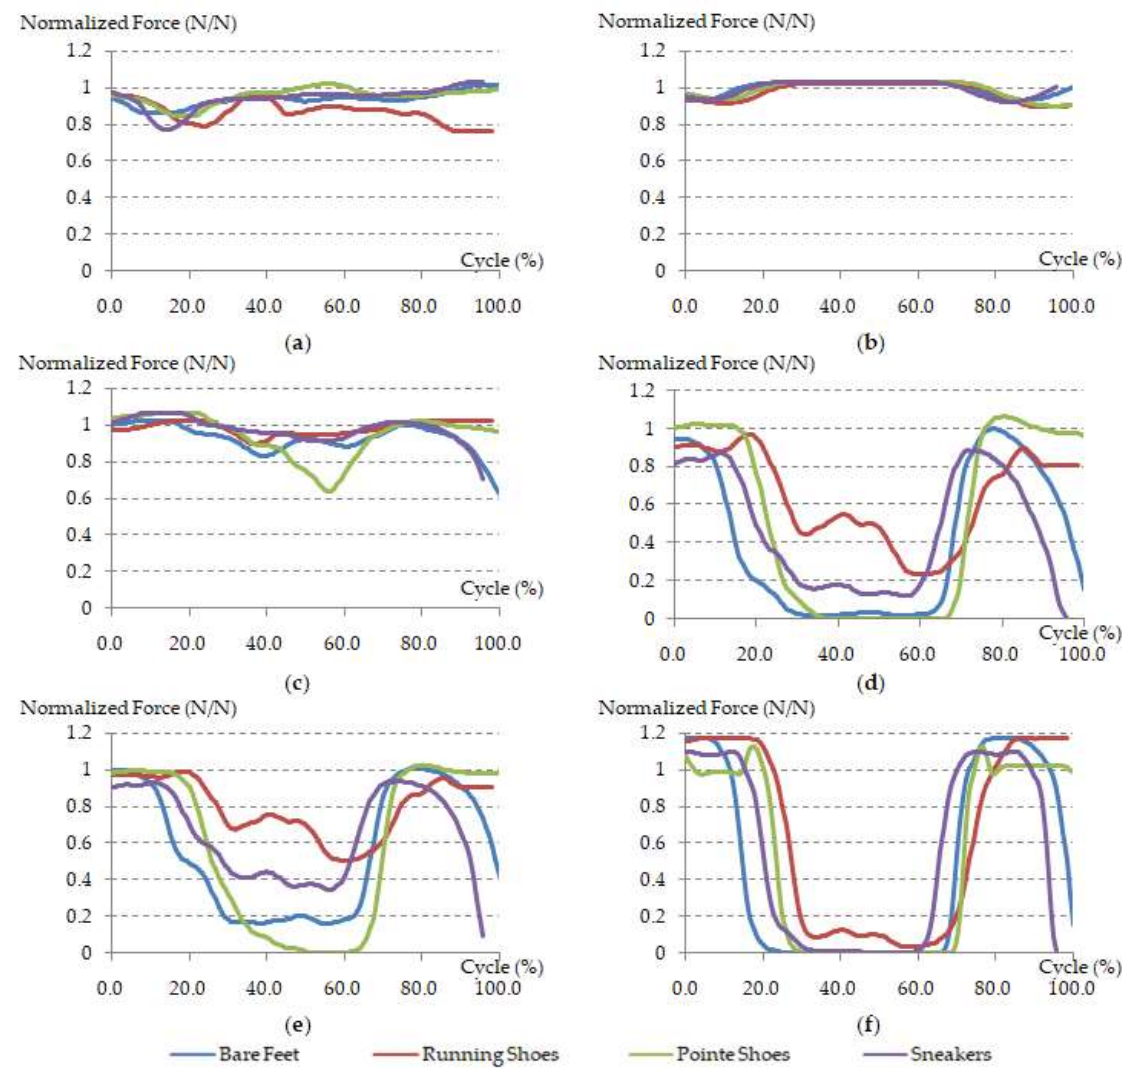 Normalized Force (N/N) Normalized Force (N/N)
1.2 1.2
1 1
0.8 0.8
0.6 0.6
0.4 0.4
0.2 0.2
0 Cycle (%) 0 Cycle (%)
0.0 20.0 40.0 60.0 80.0 100.0 0.0 20.0 40.0 60.0 80.0 100.0
(a) (b)
Normalized Force (N/N) Normalized Force (N/N)
1.2 1.2
1 1
0.8 0.8
0.6 0.6
0.4 0.4
0.2 0.2
0 Cycle (%) 0 Cycle (%)
0.0 20.0 40.0 60.0 80.0 100.0 0.0 20.0 40.0 60.0 80.0 100.0
(c) (d)
Normalized Force (N/N) Normalized Force (N/N)
1.2 1.2
1 1
0.8 0.8
0.6 0.6
0.4 0.4
0.2 0.2
0 Cycle (%) 0 Cycle (%)
0.0 20.0 40.0 60.0 80.0 100.0 0.0 20.0 40.0 60.0 80.0 100.0
(e) (f)
Bare Feet Running Shoes Pointe Shoes Sneakers